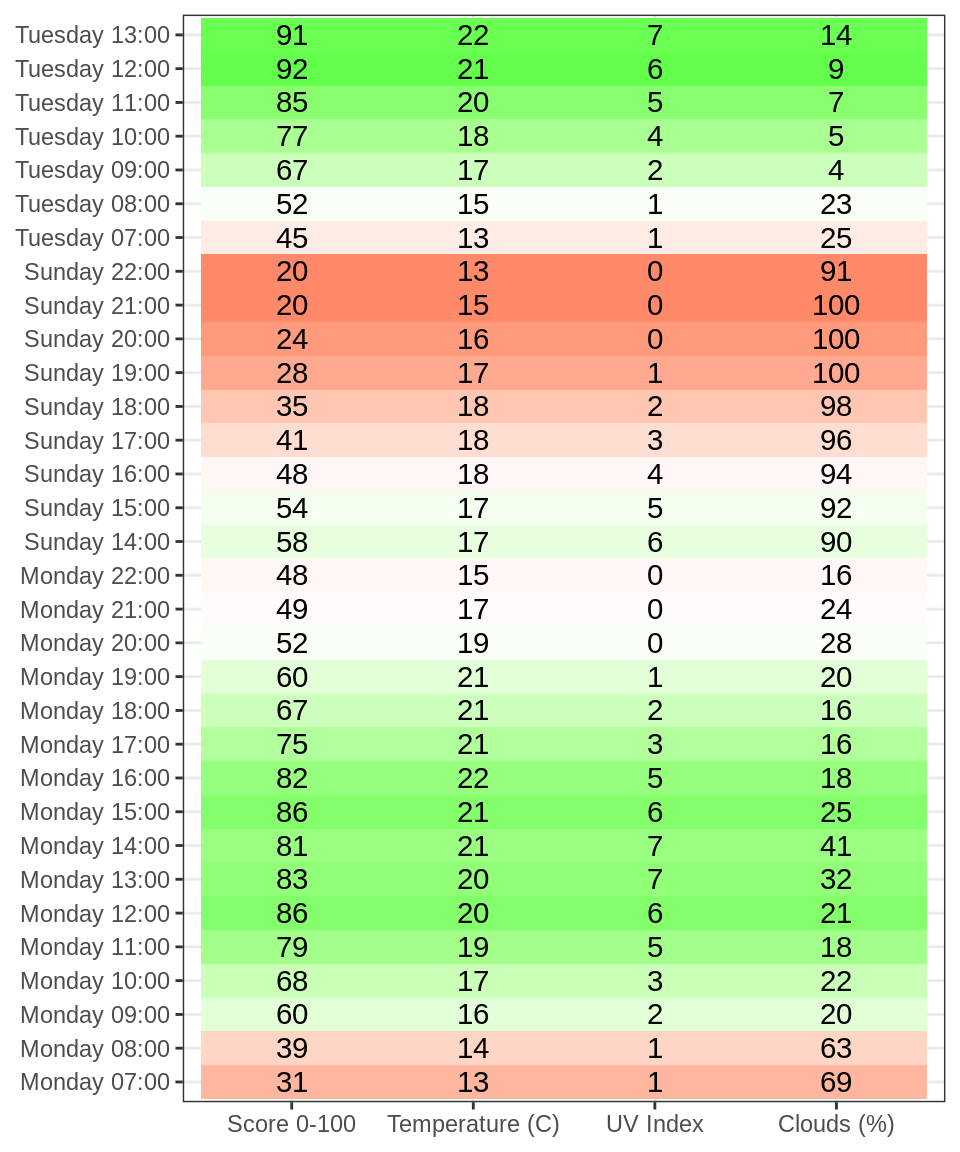 Tuesday 13:00 91 22 7 14
Tuesday 12:00 92 21 6 9
Tuesday 11:00 85 20 5 7
Tuesday 10:00 77 18 4 5
Tuesday 09:00 67 17 2 4
Tuesday 08:00 52 15 1 23
Tuesday 07:00 45 13 1 25
Sunday 22:00 20 13 0 91
Sunday 21:00 20 15 0 100
Sunday 20:00 24 16 0 100
Sunday 19:00 28 17 1 100
Sunday 18:00 35 18 2 98
Sunday 17:00 41 18 3 96
Sunday 16:00 48 18 4 94
Sunday 15:00 54 17 5 92
Sunday 14:00 58 17 6 90
Monday 22:00 48 15 0 16
Monday 21:00 49 17 0 24
Monday 20:00 52 19 0 28
Monday 19:00 60 21 1 20
Monday 18:00 67 21 2 16
Monday 17:00 75 21 3 16
Monday 16:00 82 22 5 18
Monday 15:00 86 21 6 25
Monday 14:00 81 21 7 41
Monday 13:00 83 20 7 32
Monday 12:00 86 20 6 21
Monday 11:00 79 19 5 18
Monday 10:00 68 17 3 22
Monday 09:00 60 16 2 20
Monday 08:00 39 14 1 63
Monday 07:00 31 13 1 69
Score 0-100 Temperature (C) UV Index Clouds (%)